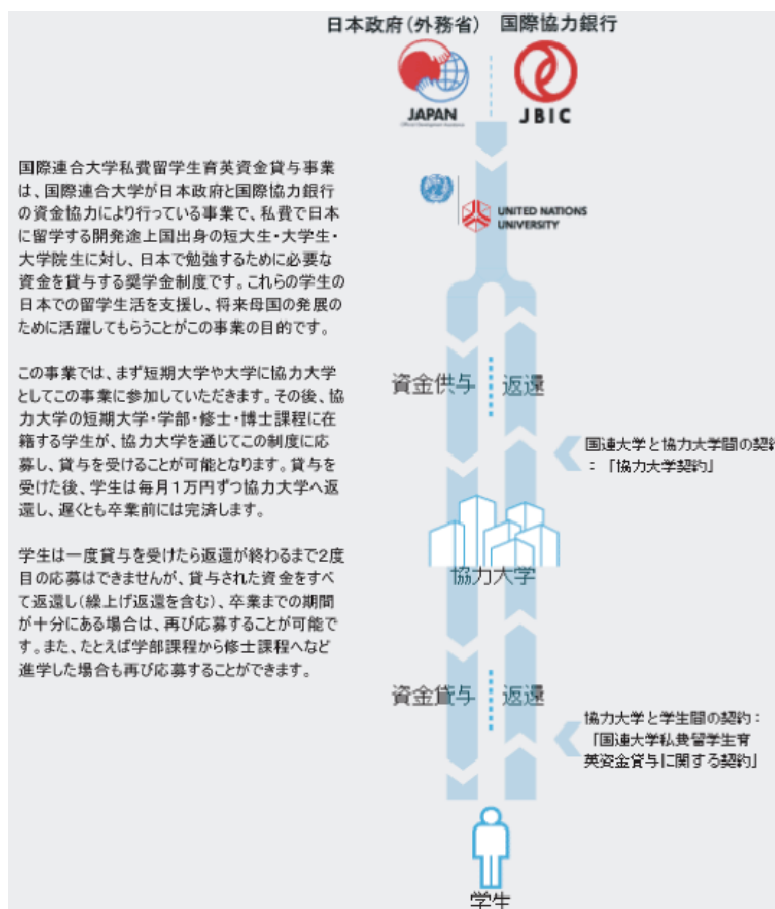 日本政府(外務省) 国際協力銀行
JAPAN
JBIC
国際連合大学私費留学生育英資金貸与事業
は、国際連合大学が日本政府と国際協力銀行
の資金協力により行っている事業で、私費で日本
に留学する開発途上国出身の短大生・大学生・
大学院生に対し、日本で勉強するために必要な
資金を貸与する奨学金制度です。これらの学生の
日本での留学生活を支援し、将来母国の発展の
ために活躍してもらうことがこの事業の目的です。
この事業では、まず短期大学や大学に協力大学
としてこの事業に参加していただきます。その後、協
力大学の短期大学・学部・修士・博士課程に在
籍する学生が、協力大学を通じてこの制度に応
募し、貸与を受けることが可能となります。貸与を
受けた後、学生は毎月1万円ずつ協力大学へ返
還し、遅くとも卒業前には完済します。
学生は一度貸与を受けたら返還が終わるまで2度
目の応募はできませんが、貸与された資金をすべ
て返還し(繰上げ返還を含む)、卒業までの期間
が十分にある場合は、再び応募することが可能で
す。また、たとえば学部課程から修士課程へなど
進学した場合も再び応募することができます。
UNITED NATIONS
UNIVERSITY
資金供与 返還
国連大学と協力大学間の契約
:「協力大学契約」
協力大学
資金貸与 返還
協力大学と学生間の契約:
「国連大学私費留学生育
英資金貸与に関する契約」
学生